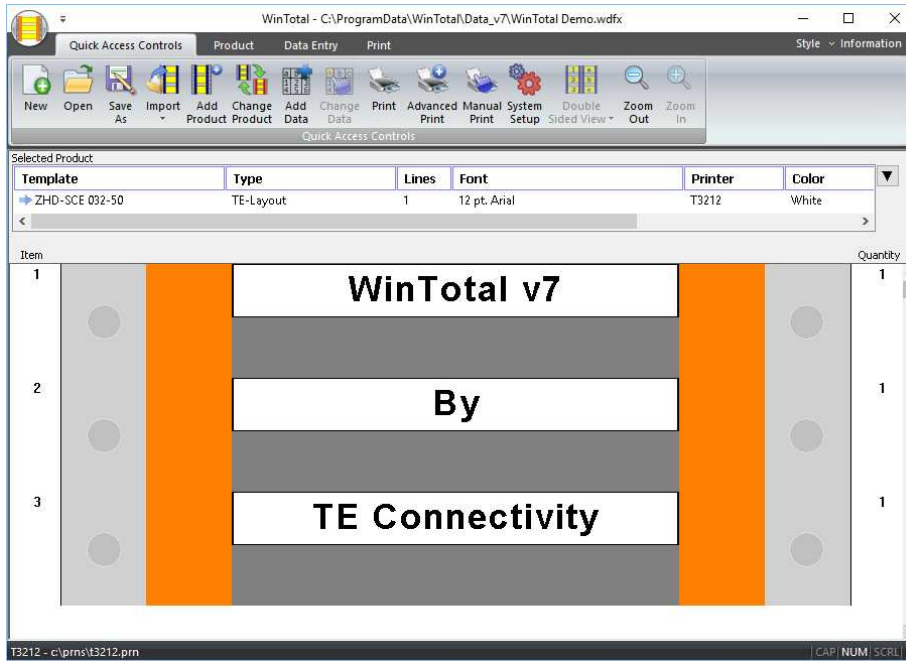 WinTotal - C:\ProgramData\WinTotal\Data_v7\WinTotal Demo.wdfx
Quick Access Controls Product Data Entry Print Style Information
New Open Save As Import Add Product Change Product Add Data Change Data Print Advanced Print Manual Print System Setup Double Sided View Zoom Out Zoom In
Quick Access Controls
Selected Product
Template Type Lines Font Printer Color
ZHD-SCE 032-50 TE-Layout 1 12 pt. Arial T3212 White
Item Quantity
1 WinTotal v7 1
2 By 1
3 TE Connectivity 1
T3212 - c:\prns\t3212.prn CAP NUM SCRL